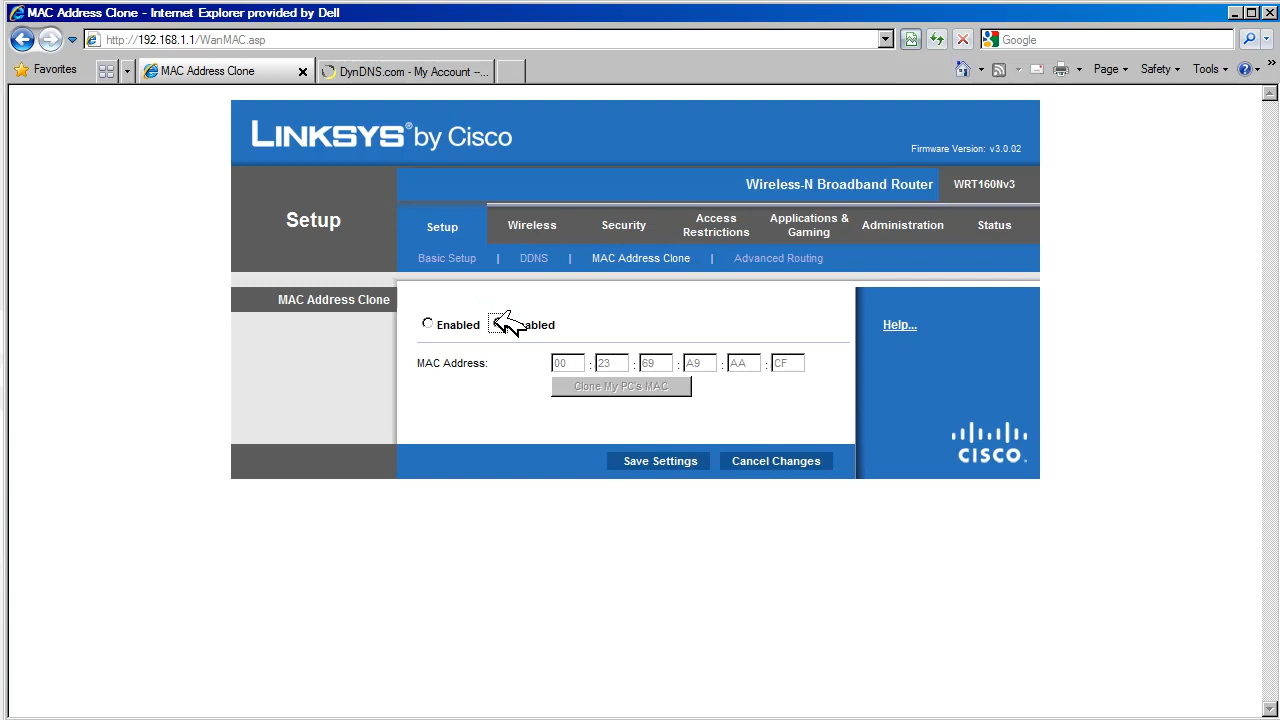 MAC Address Clone - Internet Explorer provided by Dell
http://192.168.1.1/WanMAC.asp
Google
Favorites
MAC Address Clone
DynDNS.com - My Account --...
Page
Safety
Tools
LINKSYS® by Cisco
Firmware Version: v3.0.02
Wireless-N Broadband Router
WRT160Nv3
Setup
Setup
Wireless
Security
Access Restrictions
Applications & Gaming
Administration
Status
Basic Setup | DDNS | MAC Address Clone | Advanced Routing
MAC Address Clone
Enabled
abled
Help...
MAC Address: 00 : 23 : 69 : A9 : AA : CF
Clone My PC's MAC
CISCO.
Save Settings
Cancel Changes